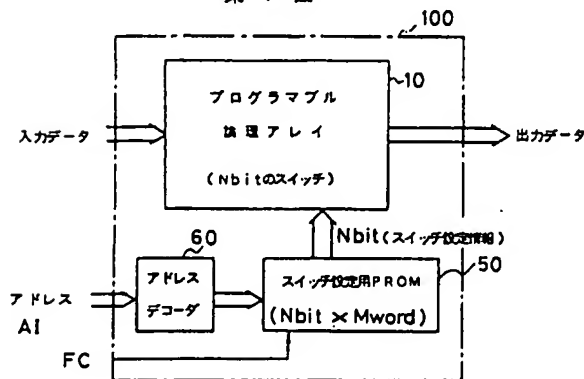 100
10
プログラマブル
論理アレイ
(Nbitのスイッチ)
入力データ
出力データ
Nbit(スイッチ設定情報)
60
50
アドレス
デコーダ
スイッチ設定用PROM
(Nbit×Mword)
アドレス
AI
FC